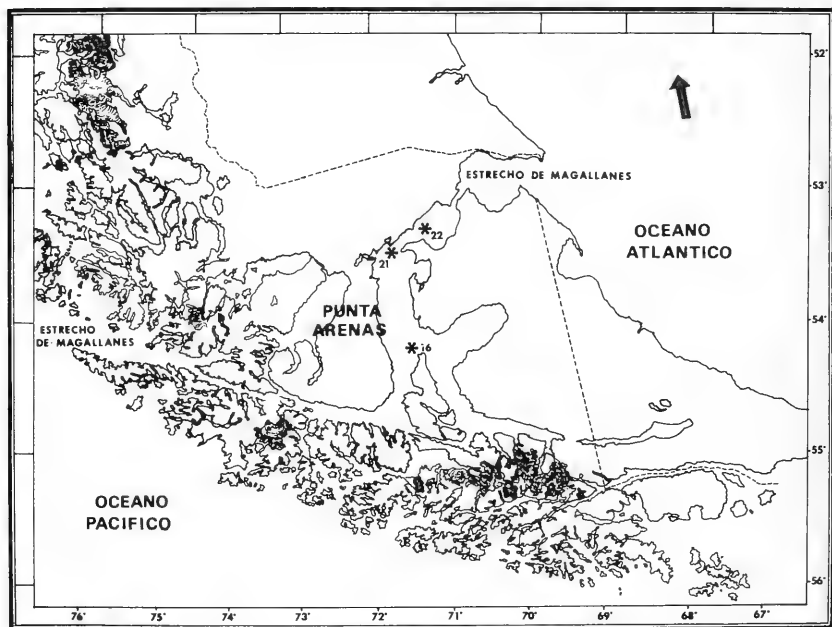 52'
ESTRECHO DE MAGALLANES
53'
*22
OCEANO
ATLANTICO
*
21
PUNTA
ARENAS
ESTRECHO
DE MAGALLANES
54'
*16
55'
OCEANO
PACIFICO
56'
76' 75' 74' 73' 72' 71' 70' 69' 68' 67'